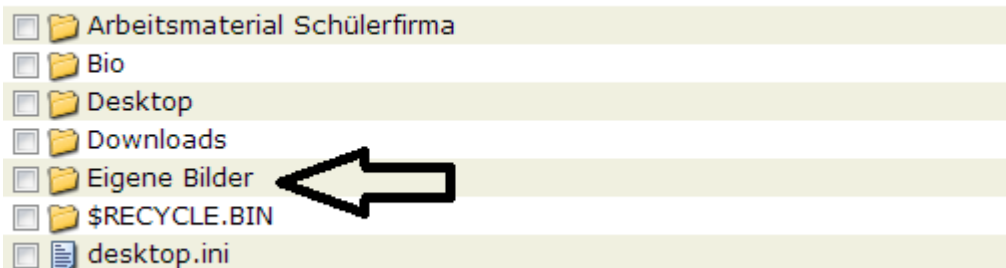 Arbeitsmaterial Schülerfirma
Bio
Desktop
Downloads
Eigene Bilder
$RECYCLE.BIN
desktop.ini